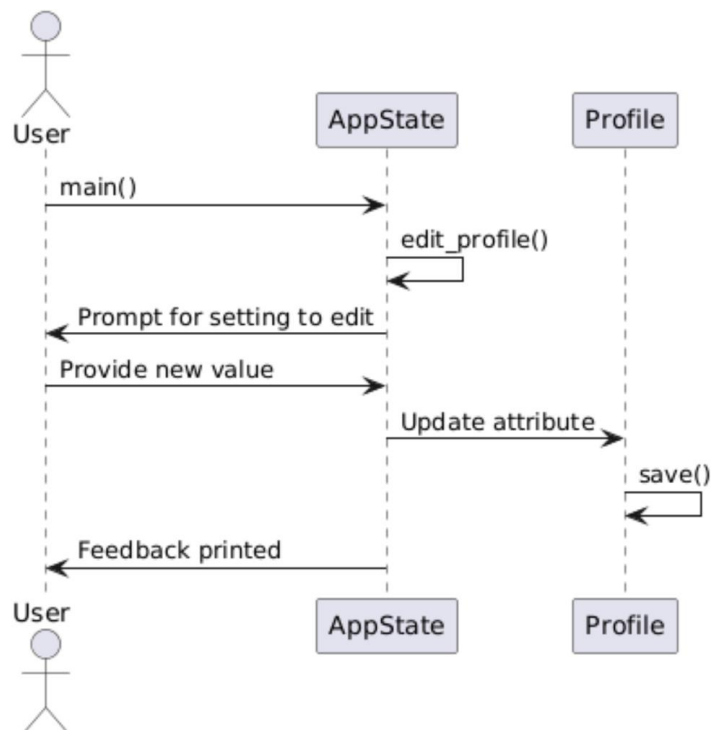 User
AppState
Profile
main()
edit_profile()
Prompt for setting to edit
Provide new value
Update attribute
save()
Feedback printed
User
AppState
Profile